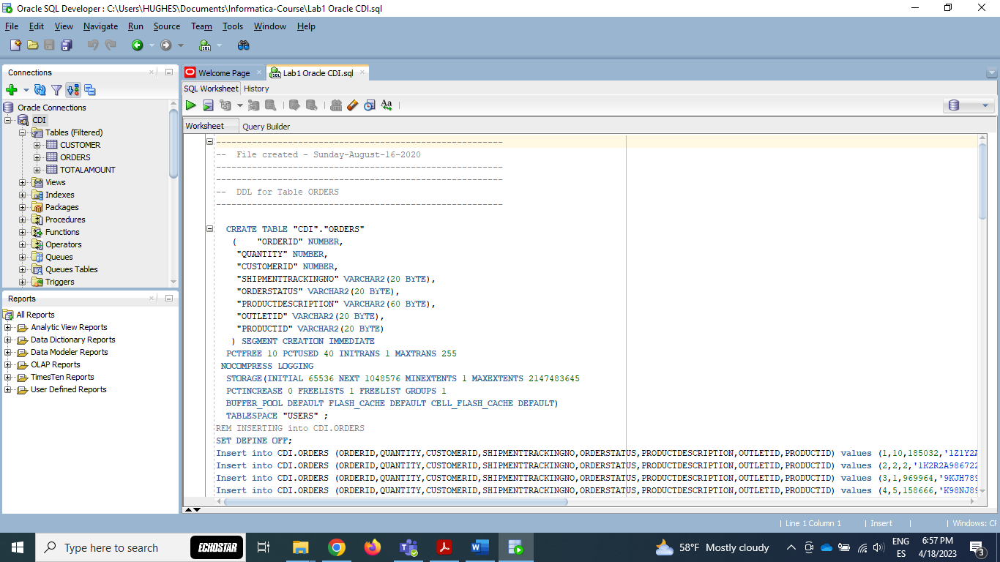 Oracle SQL Developer : C:\Users\HUGHES\Documents\Informatica-Course\Lab1 Oracle CDI.sql
File Edit View Navigate Run Source Team Tools Window Help
Connections
Oracle Connections
CDI
Tables (Filtered)
CUSTOMER
ORDERS
TOTALAMOUNT
Views
Indexes
Packages
Procedures
Functions
Operators
Queues
Queues Tables
Triggers
Reports
All Reports
Analytic View Reports
Data Dictionary Reports
Data Modeler Reports
OLAP Reports
TimesTen Reports
User Defined Reports
Welcome Page Lab1 Oracle CDI.sql
SQL Worksheet History
Worksheet Query Builder
--------------------------------------------------------
-- File created - Sunday-August-16-2020
--------------------------------------------------------
--------------------------------------------------------
-- DDL for Table ORDERS
--------------------------------------------------------
CREATE TABLE "CDI"."ORDERS"
( "ORDERID" NUMBER,
"QUANTITY" NUMBER,
"CUSTOMERID" NUMBER,
"SHIPMENTTRACKINGNO" VARCHAR2(20 BYTE),
"ORDERSTATUS" VARCHAR2(20 BYTE),
"PRODUCTDESCRIPTION" VARCHAR2(60 BYTE),
"OUTLETID" VARCHAR2(20 BYTE),
"PRODUCTID" VARCHAR2(20 BYTE)
) SEGMENT CREATION IMMEDIATE
PCTFREE 10 PCTUSED 40 INITRANS 1 MAXTRANS 255
NOCOMPRESS LOGGING
STORAGE(INITIAL 65536 NEXT 1048576 MINEXTENTS 1 MAXEXTENTS 2147483645
PCTINCREASE 0 FREELISTS 1 FREELIST GROUPS 1
BUFFER_POOL DEFAULT FLASH_CACHE DEFAULT CELL_FLASH_CACHE DEFAULT)
TABLESPACE "USERS" ;
REM INSERTING into CDI.ORDERS
SET DEFINE OFF;
Insert into CDI.ORDERS (ORDERID,QUANTITY,CUSTOMERID,SHIPMENTTRACKINGNO,ORDERSTATUS,PRODUCTDESCRIPTION,OUTLETID,PRODUCTID) values (1,10,185032,'1Z1Y2A
Insert into CDI.ORDERS (ORDERID,QUANTITY,CUSTOMERID,SHIPMENTTRACKINGNO,ORDERSTATUS,PRODUCTDESCRIPTION,OUTLETID,PRODUCTID) values (2,2,2,'1K2R2A986722
Insert into CDI.ORDERS (ORDERID,QUANTITY,CUSTOMERID,SHIPMENTTRACKINGNO,ORDERSTATUS,PRODUCTDESCRIPTION,OUTLETID,PRODUCTID) values (3,1,969964,'9KJH789
Insert into CDI.ORDERS (ORDERID,QUANTITY,CUSTOMERID,SHIPMENTTRACKINGNO,ORDERSTATUS,PRODUCTDESCRIPTION,OUTLETID,PRODUCTID) values (4,5,158666,'K98NJ89
Line 1 Column 1 Insert Windows: CR
Type here to search ECHOSTAR 58°F Mostly cloudy ENG 6:57 PM
ES 4/18/2023 3